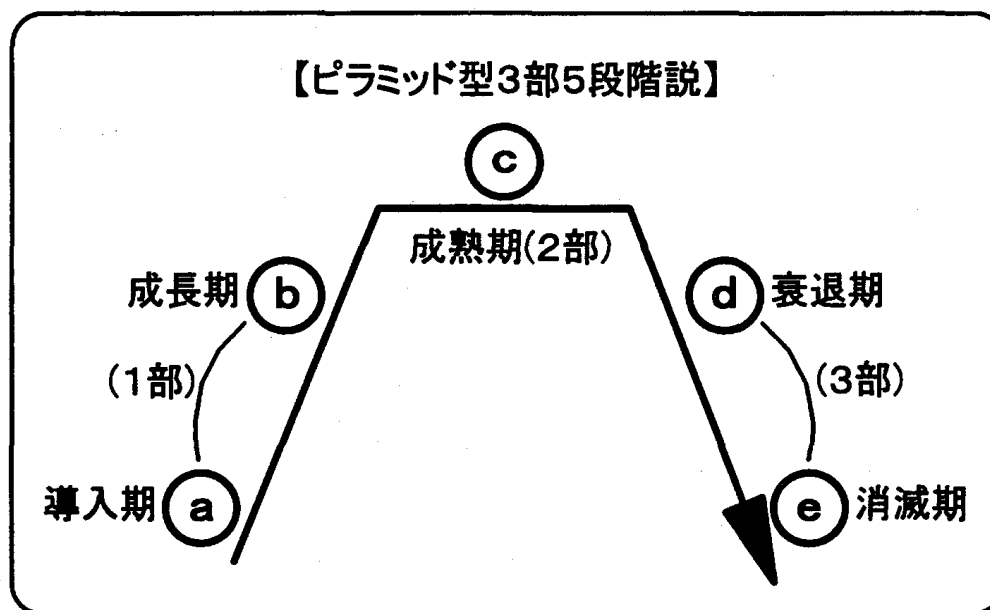 【ピラミッド型3部5段階説】
c
成熟期(2部)
成長期 b
d 衰退期
(1部)
(3部)
導入期 a
e 消滅期